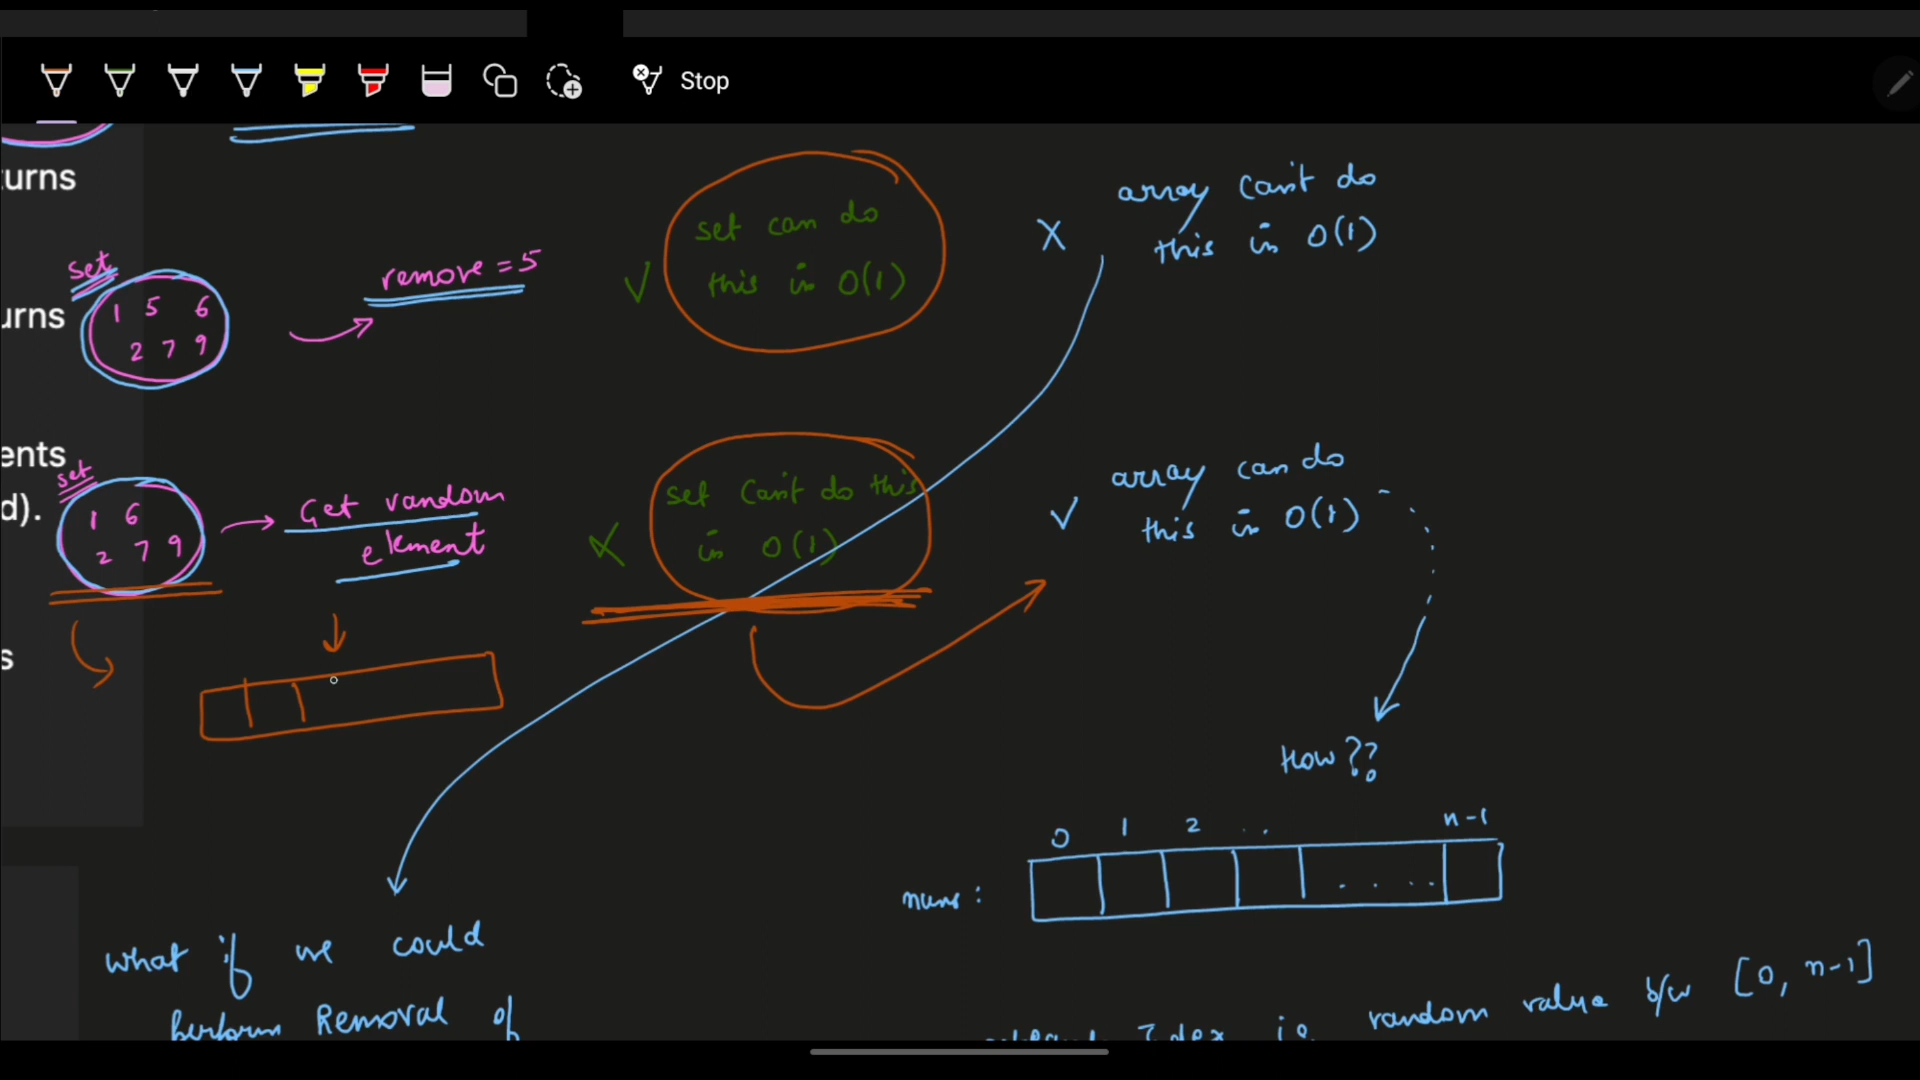 Stop
urns
set
1 5 6
2 7 9
remove = 5
✓ set can do
this in O(1)
X array can't do
this in O(1)
urns
ents
d).
set
1 6
2 7 9
Get random
element
set can't do this
in O(1)
✓ array can do
this in O(1)
s
How ??
0 1 2 .. n-1
nums :
. . ..
what if we could
perform Removal of
random value b/w [0, n-1]